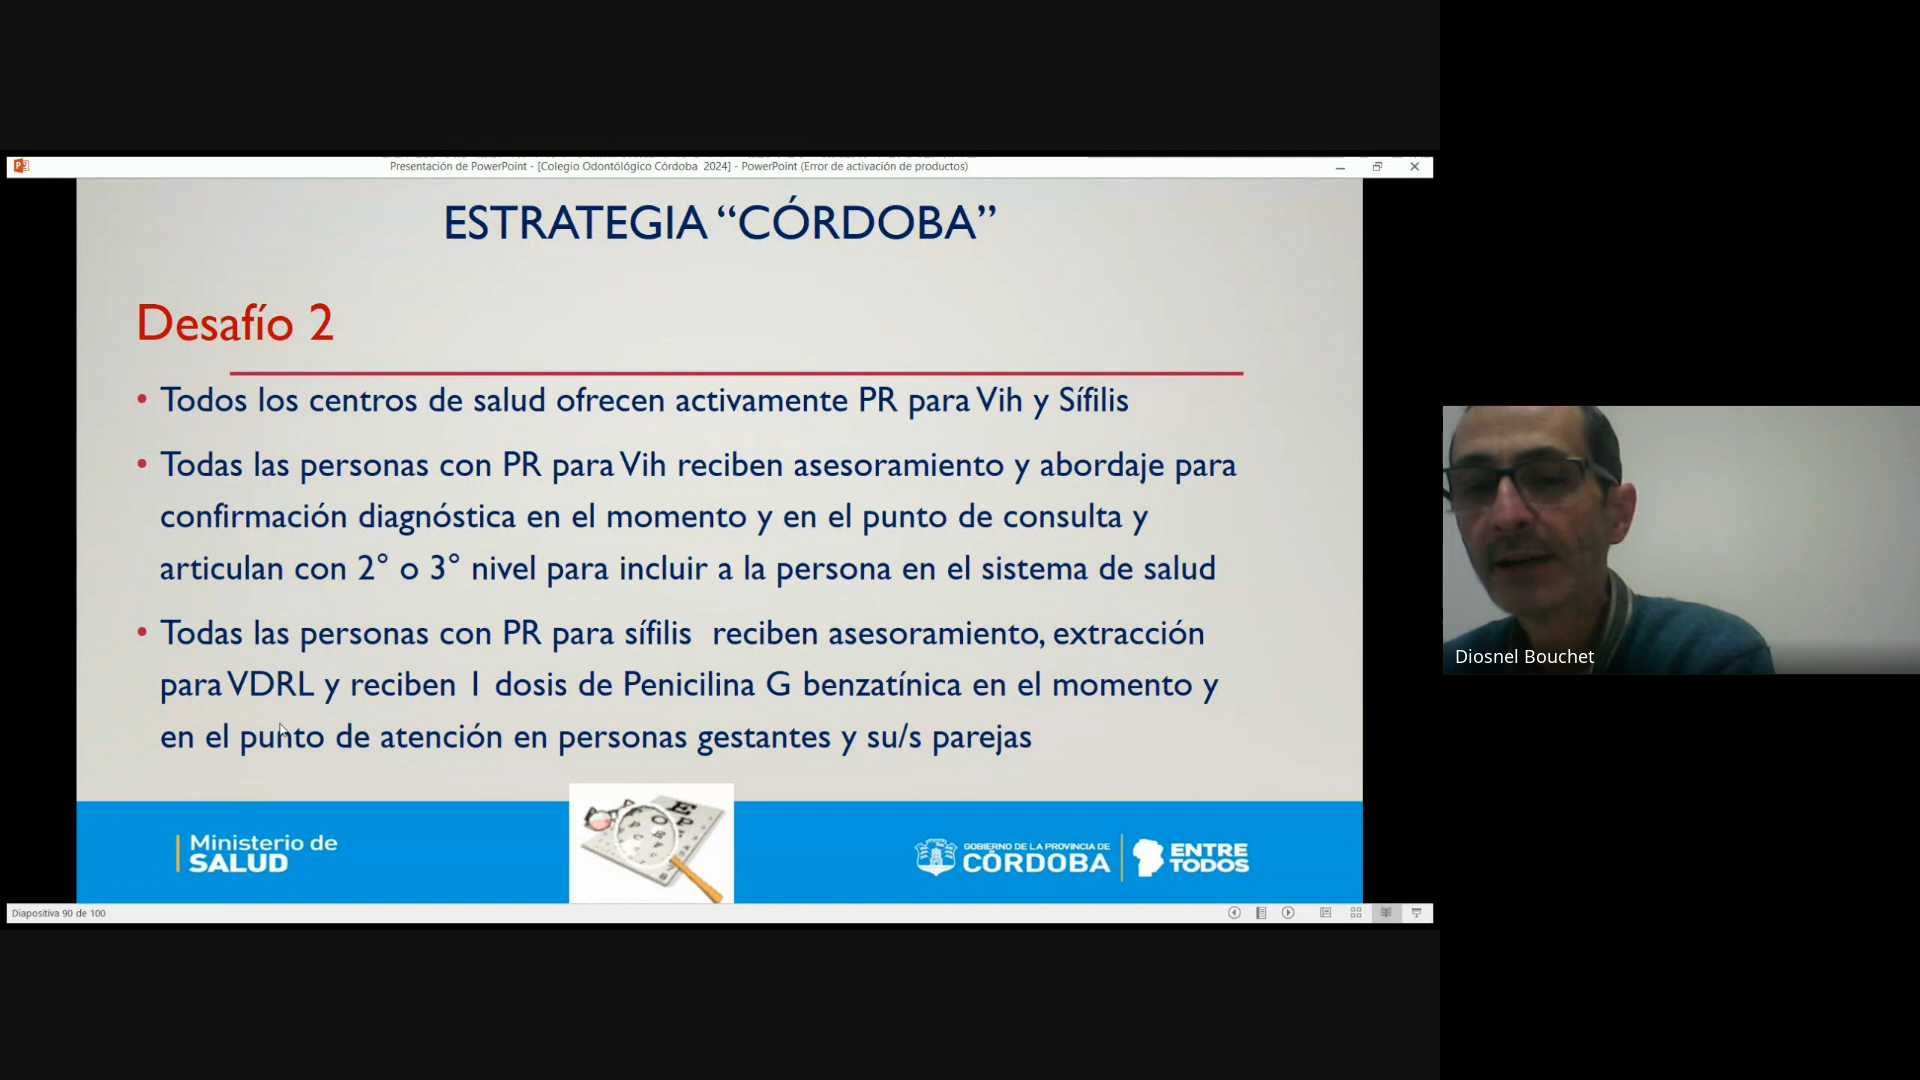 Presentación de PowerPoint - [Colegio Odontólógico Córdoba  2024] - PowerPoint (Error de activación de productos)
ESTRATEGIA “CÓRDOBA”
Desafío 2
• Todos los centros de salud ofrecen activamente PR para Vih y Sífilis
• Todas las personas con PR para Vih reciben asesoramiento y abordaje para
confirmación diagnóstica en el momento y en el punto de consulta y
articulan con 2° o 3° nivel para incluir a la persona en el sistema de salud
• Todas las personas con PR para sífilis  reciben asesoramiento, extracción
para VDRL y reciben 1 dosis de Penicilina G benzatínica en el momento y
en el punto de atención en personas gestantes y su/s parejas
Ministerio de
SALUD
GOBIERNO DE LA PROVINCIA DE
CÓRDOBA
ENTRE
TODOS
Diapositiva 90 de 100
Diosnel Bouchet